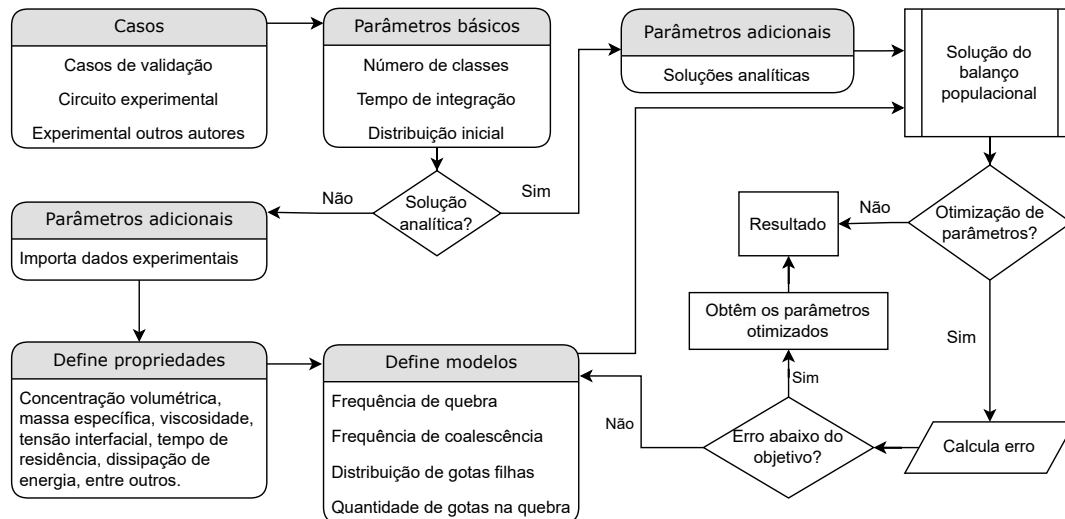 Casos
Casos de validação
Circuito experimental
Experimental outros autores
Parâmetros básicos
Número de classes
Tempo de integração
Distribuição inicial
Parâmetros adicionais
Soluções analíticas
Solução do
balanço
populacional
Solução
analítica?
Não
Sim
Parâmetros adicionais
Importa dados experimentais
Define propriedades
Concentração volumétrica,
massa específica, viscosidade,
tensão interfacial, tempo de
residência, dissipação de
energia, entre outros.
Define modelos
Frequência de quebra
Frequência de coalescência
Distribuição de gotas filhas
Quantidade de gotas na quebra
Otimização de
parâmetros?
Não
Resultado
Sim
Calcula erro
Erro abaixo do
objetivo?
Sim
Obtêm os parâmetros
otimizados
Não